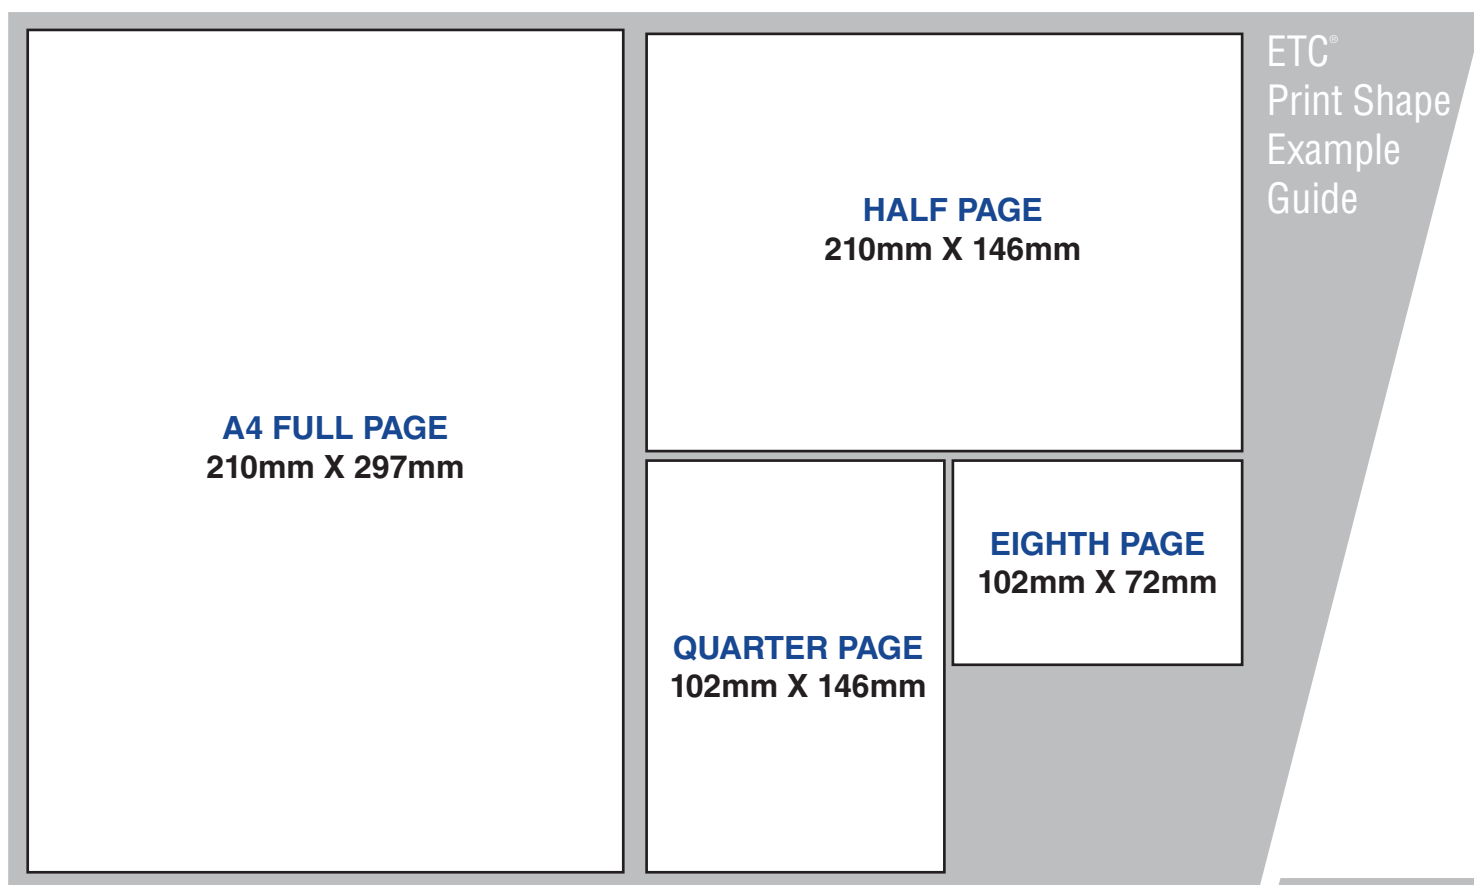 A4 FULL PAGE
210mm X 297mm
HALF PAGE
210mm X 146mm
QUARTER PAGE
102mm X 146mm
EIGHTH PAGE
102mm X 72mm
ETC®
Print Shape
Example
Guide